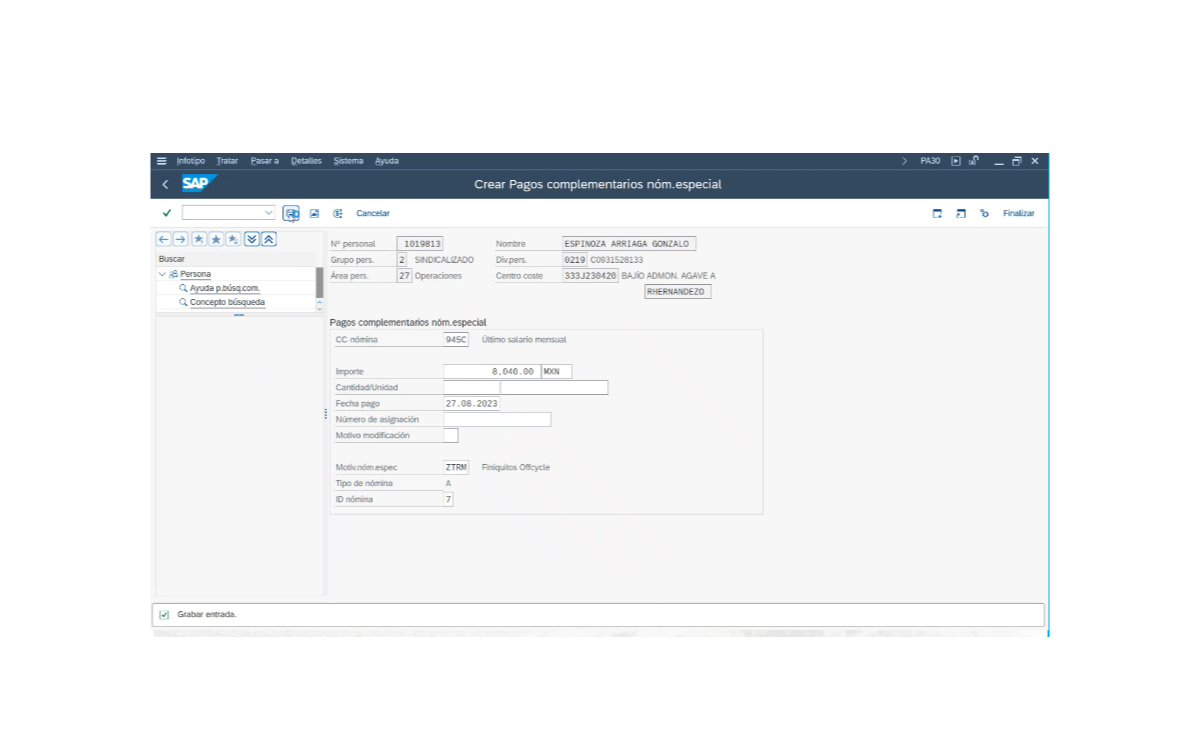 Infotipo Tratar Pasar a Detalles Sistema Ayuda PA30
SAP Crear Pagos complementarios nóm.especial
Cancelar Finalizar
Nº personal 1019813 Nombre ESPINOZA ARRIAGA GONZALO
Buscar
Grupo pers. 2 SINDICALIZADO Div.pers. 0219 C0931528133
Persona
Área pers. 27 Operaciones Centro coste 333J230420 BAJÍO ADMON. AGAVE A
Ayuda p.búsq.com.
RHERNANDEZO
Concepto búsqueda
Pagos complementarios nóm.especial
CC-nómina 945C Último salario mensual
Importe 8,040.00 MXN
Cantidad/Unidad
Fecha pago 27.08.2023
Número de asignación
Motivo modificación
Motiv.nóm.espec ZTRM Finiquitos Offcycle
Tipo de nómina A
ID nómina 7
Grabar entrada.